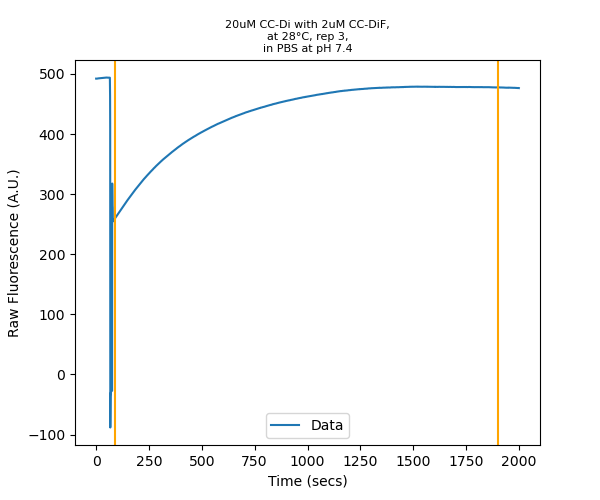 20uM CC-Di with 2uM CC-DiF,
at 28°C, rep 3,
in PBS at pH 7.4
Raw Fluorescence (A.U.)
500
400
300
200
100
0
−100
Data
0
250
500
750
1000
1250
1500
1750
2000
Time (secs)